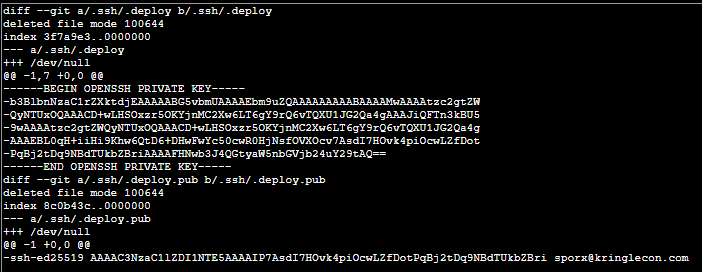 diff --git a/.ssh/.deploy b/.ssh/.deploy
deleted file mode 100644
index 3f7a9e3..0000000
--- a/.ssh/.deploy
+++ /dev/null
@@ -1,7 +0,0 @@
------BEGIN OPENSSH PRIVATE KEY-----
-b3BlbnNzaC1rZXktdjEAAAAABG5vbmUAAAAEbm9uZQAAAAAAAAABAAAAMwAAAAtzc2gtZW
-QyNTUxOQAAACD+wLHSOxzr5OKYjnMC2Xw6LT6gY9rQ6vTQXU1JG2Qa4gAAAJiQFTn3kBU5
-9wAAAAtzc2gtZWQyNTUxOQAAACD+wLHSOxzr5OKYjnMC2Xw6LT6gY9rQ6vTQXU1JG2Qa4g
-AAAEBL0qH+iiHi9Khw6QtD6+DHwFwYc50cwR0HjNsfOVXOcv7AsdI7HOvk4piOcwLZfDot
-PqBj2tDq9NBdTUkbZBriAAAAFHNwb3J4QGtyaW5nbGVjb24uY29tAQ==
------END OPENSSH PRIVATE KEY-----
diff --git a/.ssh/.deploy.pub b/.ssh/.deploy.pub
deleted file mode 100644
index 8c0b43c..0000000
--- a/.ssh/.deploy.pub
+++ /dev/null
@@ -1 +0,0 @@
-ssh-ed25519 AAAAC3NzaC1lZDI1NTE5AAAAIP7AsdI7HOvk4piOcwLZfDotPqBj2tDq9NBdTUkbZBri sporx@kringlecon.com